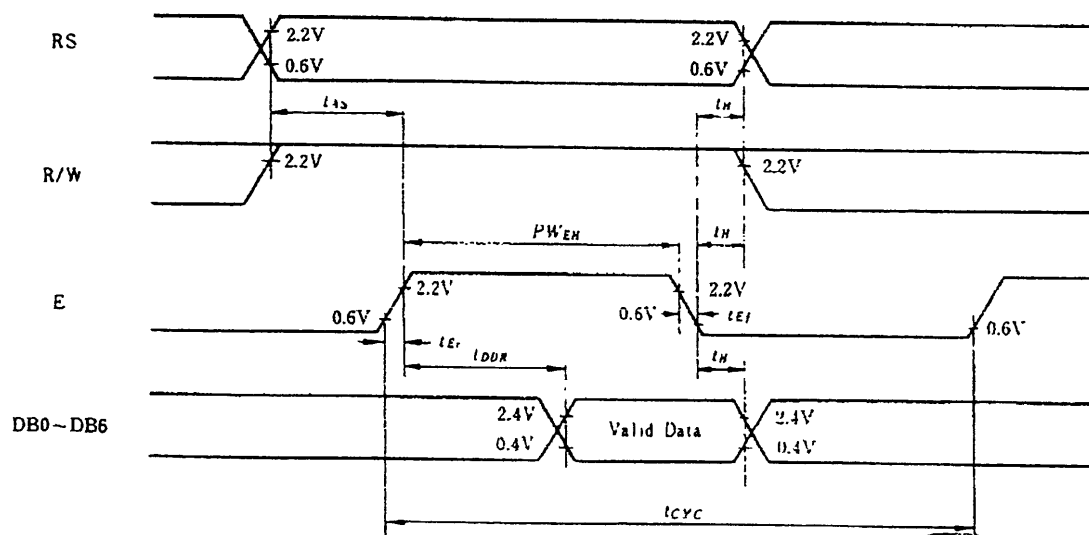 RS
2.2V
0.6V
2.2V
0.6V
tAS
tH
R/W
2.2V
2.2V
PWEH
tH
E
0.6V
2.2V
0.6V
2.2V
tEf
0.6V
tEr
tDDR
tH
DB0~DB6
2.4V
0.4V
Valid Data
2.4V
0.4V
tCYC